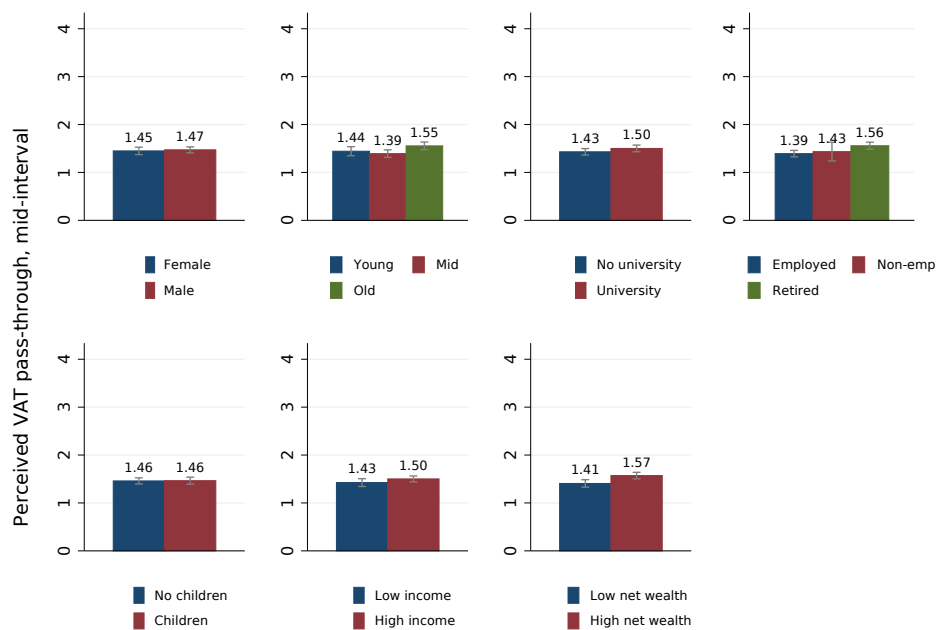 Perceived VAT pass-through, mid-interval
4
3
2
1
0
1.45 1.47
Female
Male
4
3
2
1
0
1.44 1.39 1.55
Young Mid
Old
4
3
2
1
0
1.43 1.50
No university
University
4
3
2
1
0
1.39 1.43 1.56
Employed Non-emp
Retired
4
3
2
1
0
1.46 1.46
No children
Children
4
3
2
1
0
1.43 1.50
Low income
High income
4
3
2
1
0
1.41 1.57
Low net wealth
High net wealth